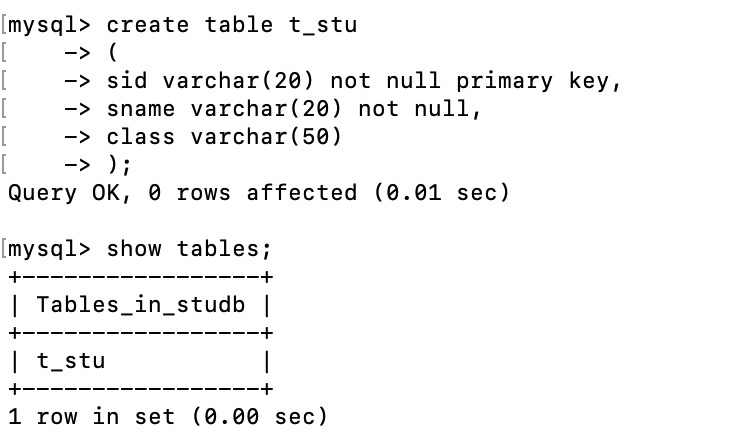 [mysql> create table t_stu
[    -> (
[    -> sid varchar(20) not null primary key,
[    -> sname varchar(20) not null,
[    -> class varchar(50)
[    -> );
Query OK, 0 rows affected (0.01 sec)

[mysql> show tables;
+-----------------+
| Tables_in_studb |
+-----------------+
| t_stu           |
+-----------------+
1 row in set (0.00 sec)